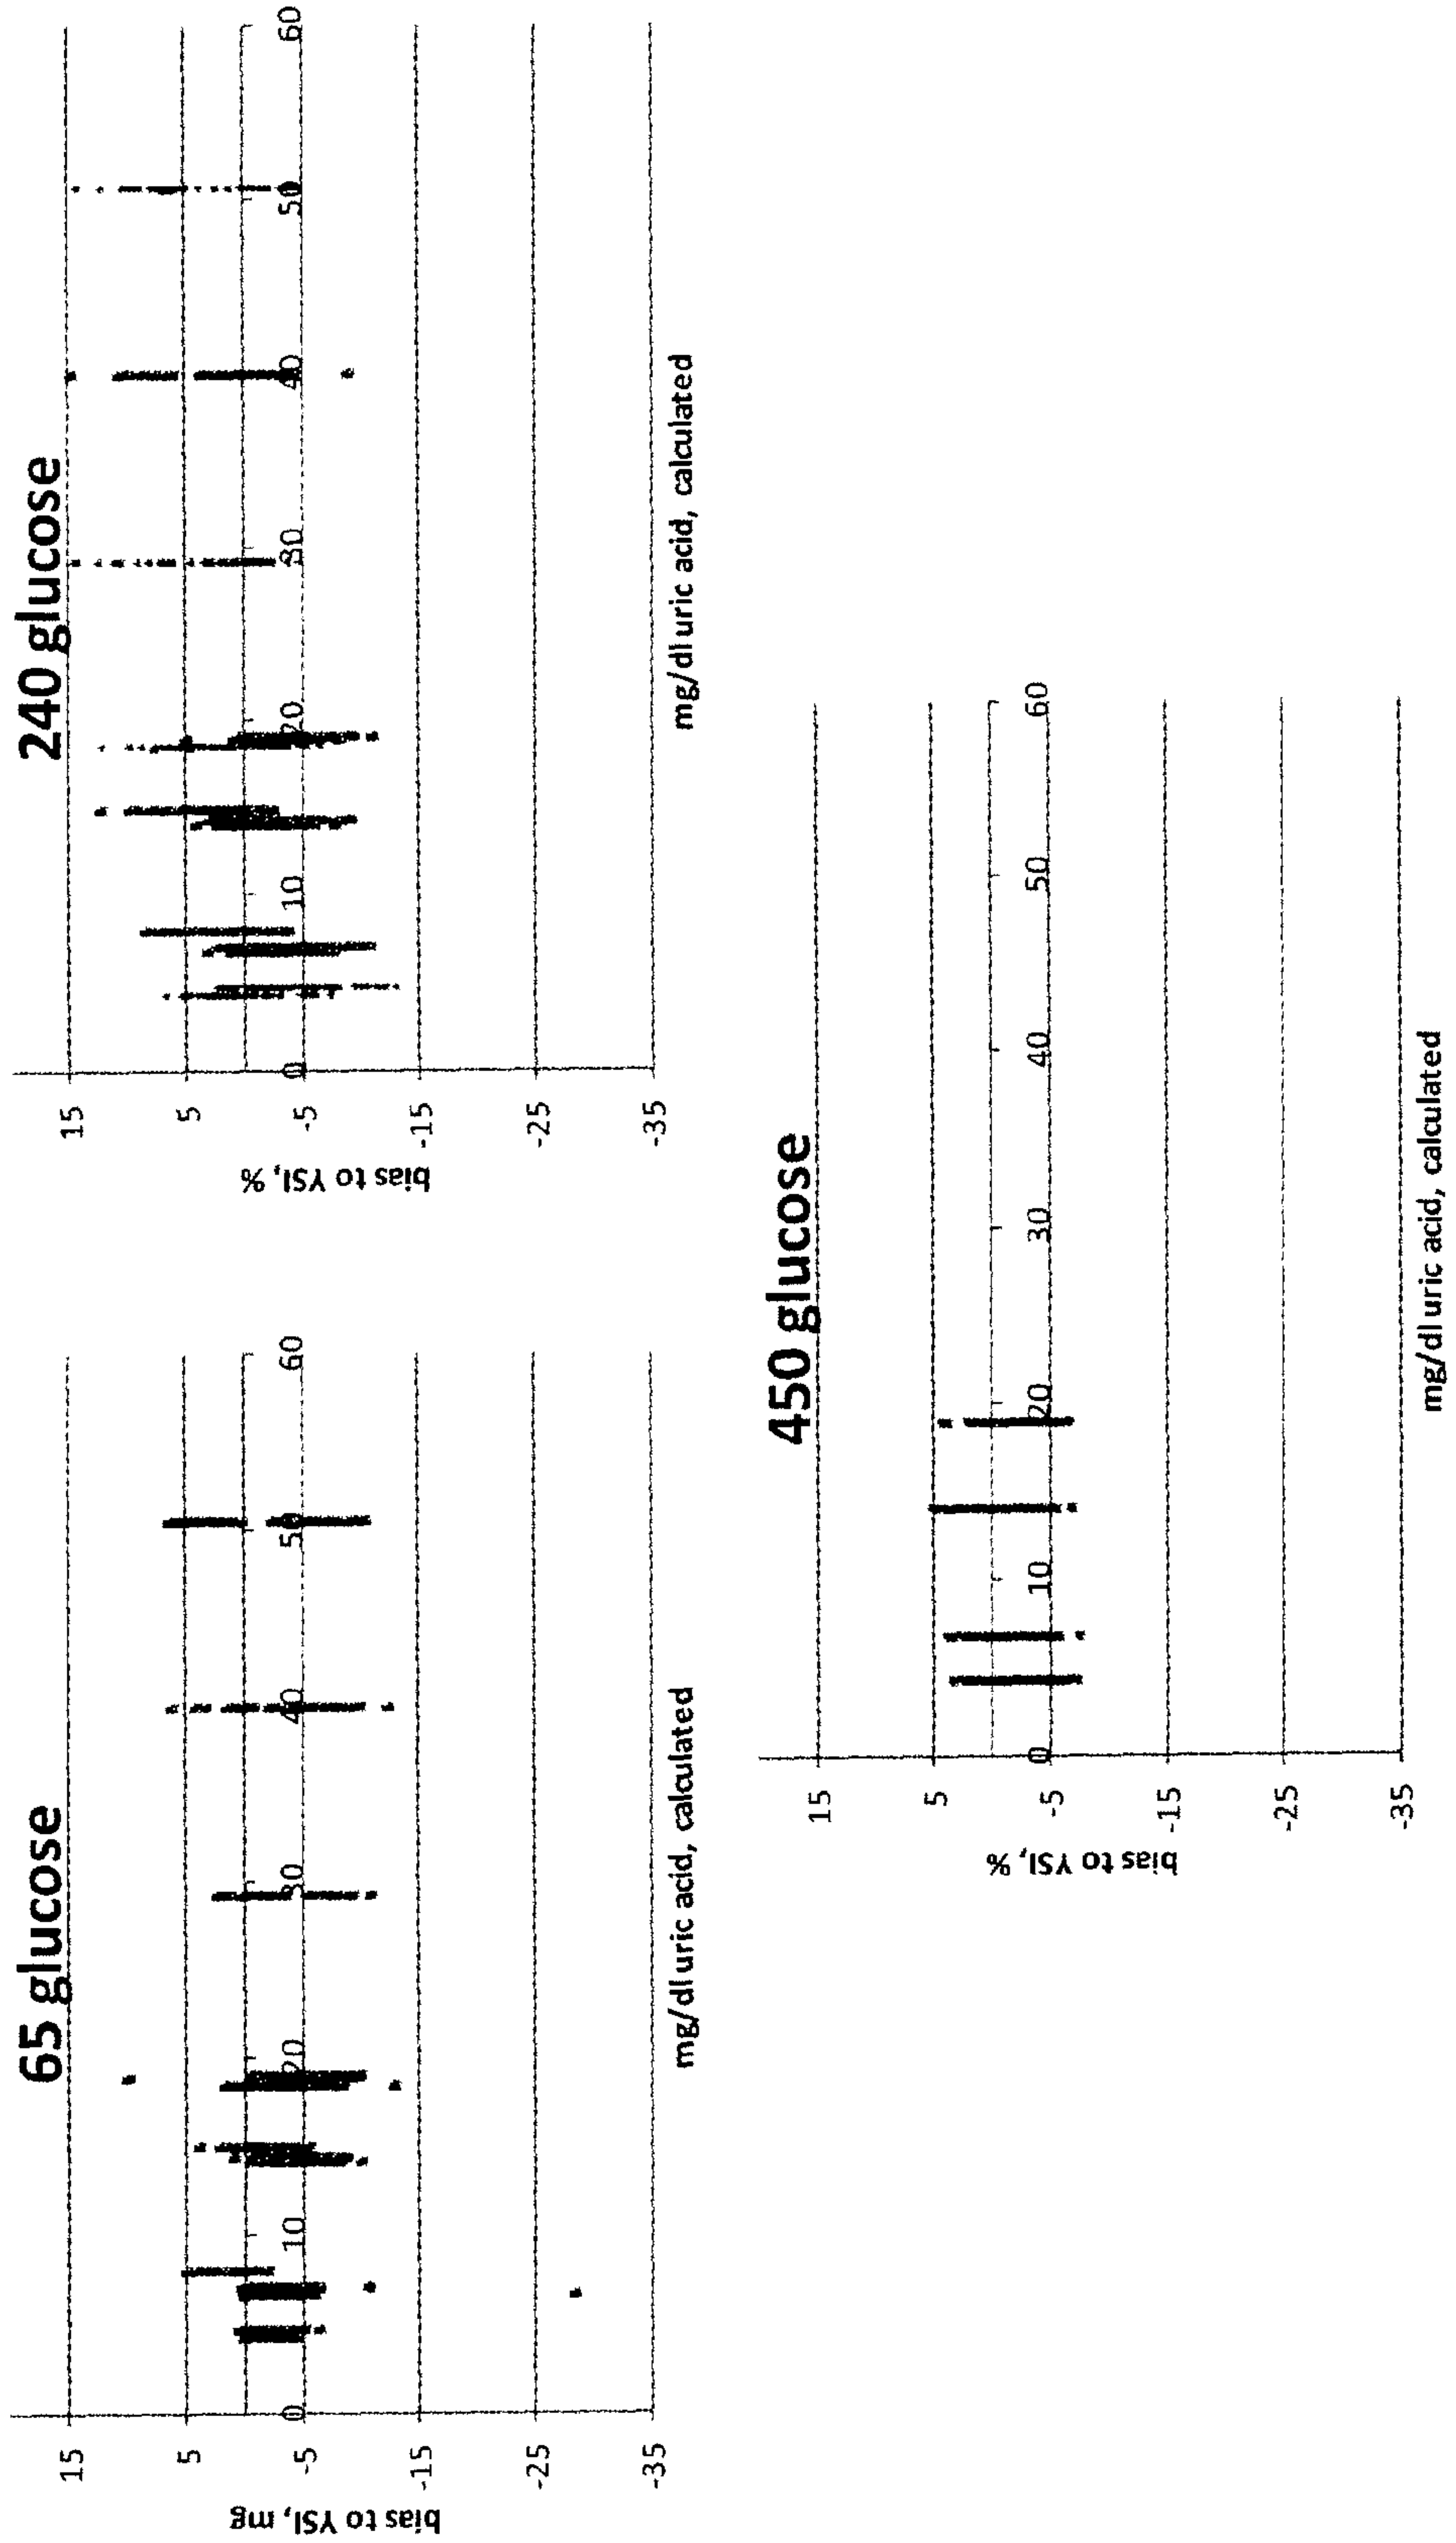 65 glucose
15
5
-5
-15
-25
-35
bias to YSI, mg
0 10 20 30 40 50 60
mg/dl uric acid, calculated
240 glucose
15
5
-5
-15
-25
-35
bias to YSI, %
0 10 20 30 40 50 60
mg/dl uric acid, calculated
450 glucose
15
5
-5
-15
-25
-35
bias to YSI, %
0 10 20 30 40 50 60
mg/dl uric acid, calculated